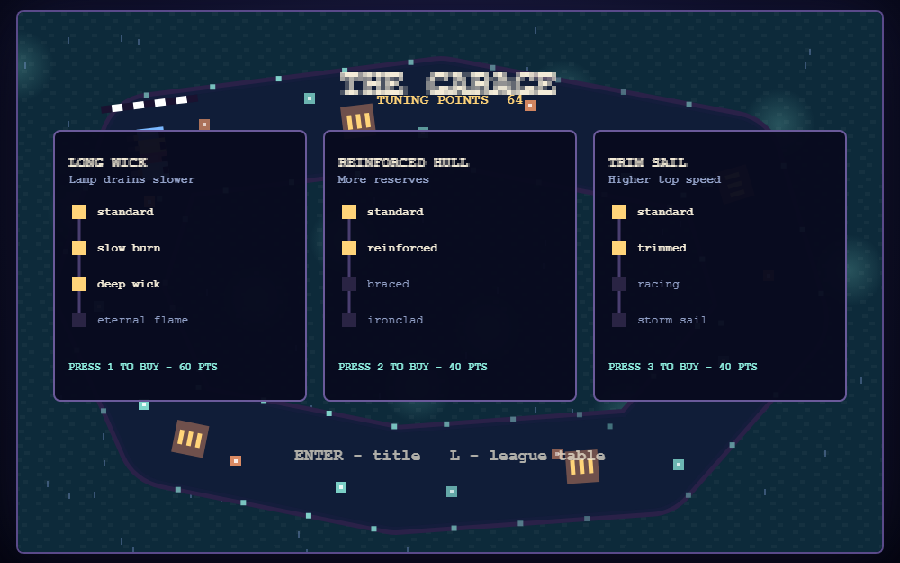 THE GARAGE
TUNING POINTS 64
LONG WICK
Lamp drains slower
standard
slow burn
deep wick
eternal flame
PRESS 1 TO BUY - 60 PTS
REINFORCED HULL
More reserves
standard
reinforced
braced
ironclad
PRESS 2 TO BUY - 40 PTS
TRIM SAIL
Higher top speed
standard
trimmed
racing
storm sail
PRESS 3 TO BUY - 40 PTS
ENTER - title L - league table